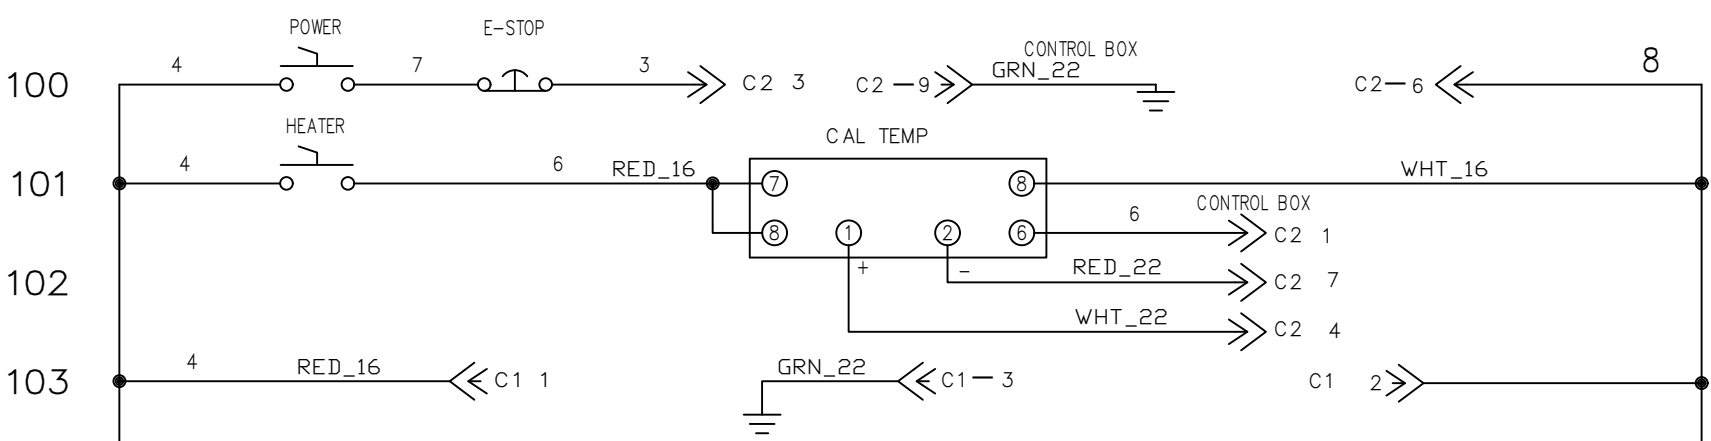 POWER E-STOP
CONTROL BOX
100 4 7 3 C2 3 C2-9 GRN_22 C2-6 8
HEATER
CAL TEMP
101 4 6 RED_16 7 8 WHT_16
CONTROL BOX
8 1 2 6 6 C2 1
+ -
102 RED_22 C2 7
WHT_22 C2 4
103 4 RED_16 C1 1 GRN_22 C1-3 C1 2